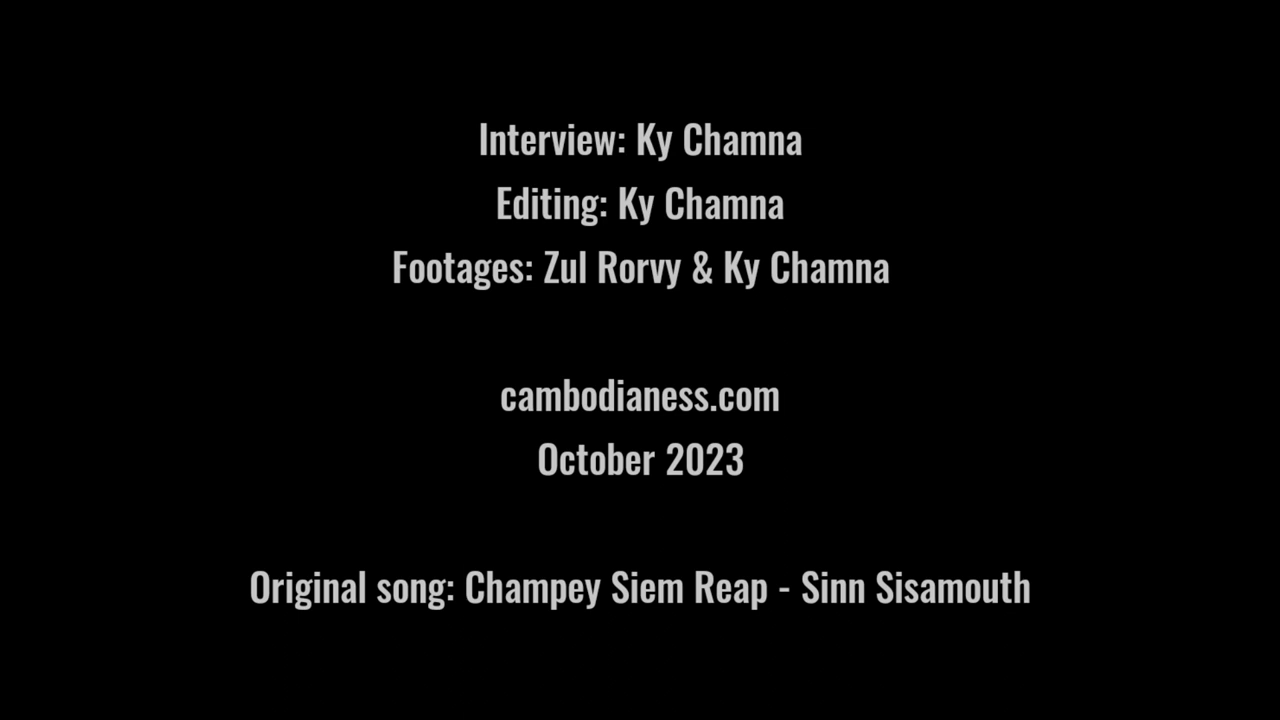 Interview: Ky Chamna
Editing: Ky Chamna
Footages: Zul Rorvy & Ky Chamna
cambodianess.com
October 2023
Original song: Champey Siem Reap - Sinn Sisamouth